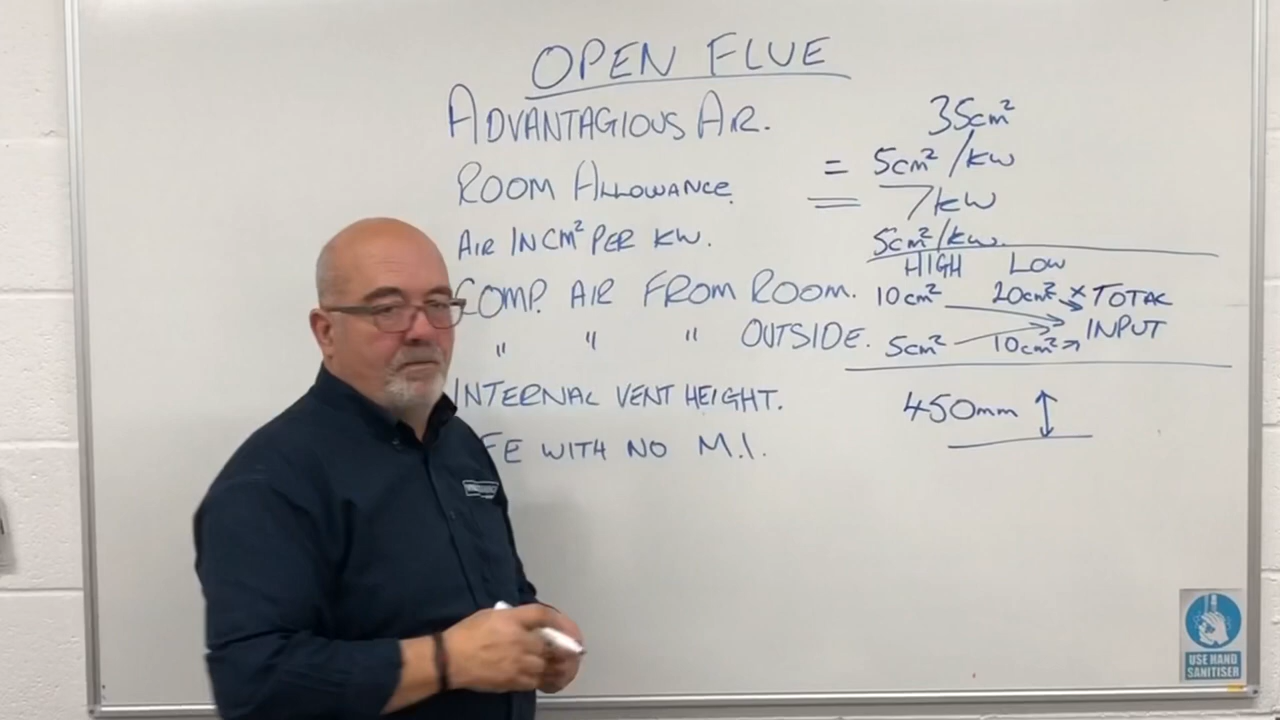 OPEN FLUE
ADVANTAGIOUS AIR. 35cm²
ROOM ALLOWANCE = 5cm²/kW
7kW
AIR IN CM² PER KW. 5cm²/kw.
HIGH LOW
COMP. AIR FROM ROOM. 10cm² 20cm² × TOTAL
" " " OUTSIDE. 5cm² 10cm² INPUT
INTERNAL VENT HEIGHT. 450mm
FE WITH NO M.I.
USE HAND
SANITISER